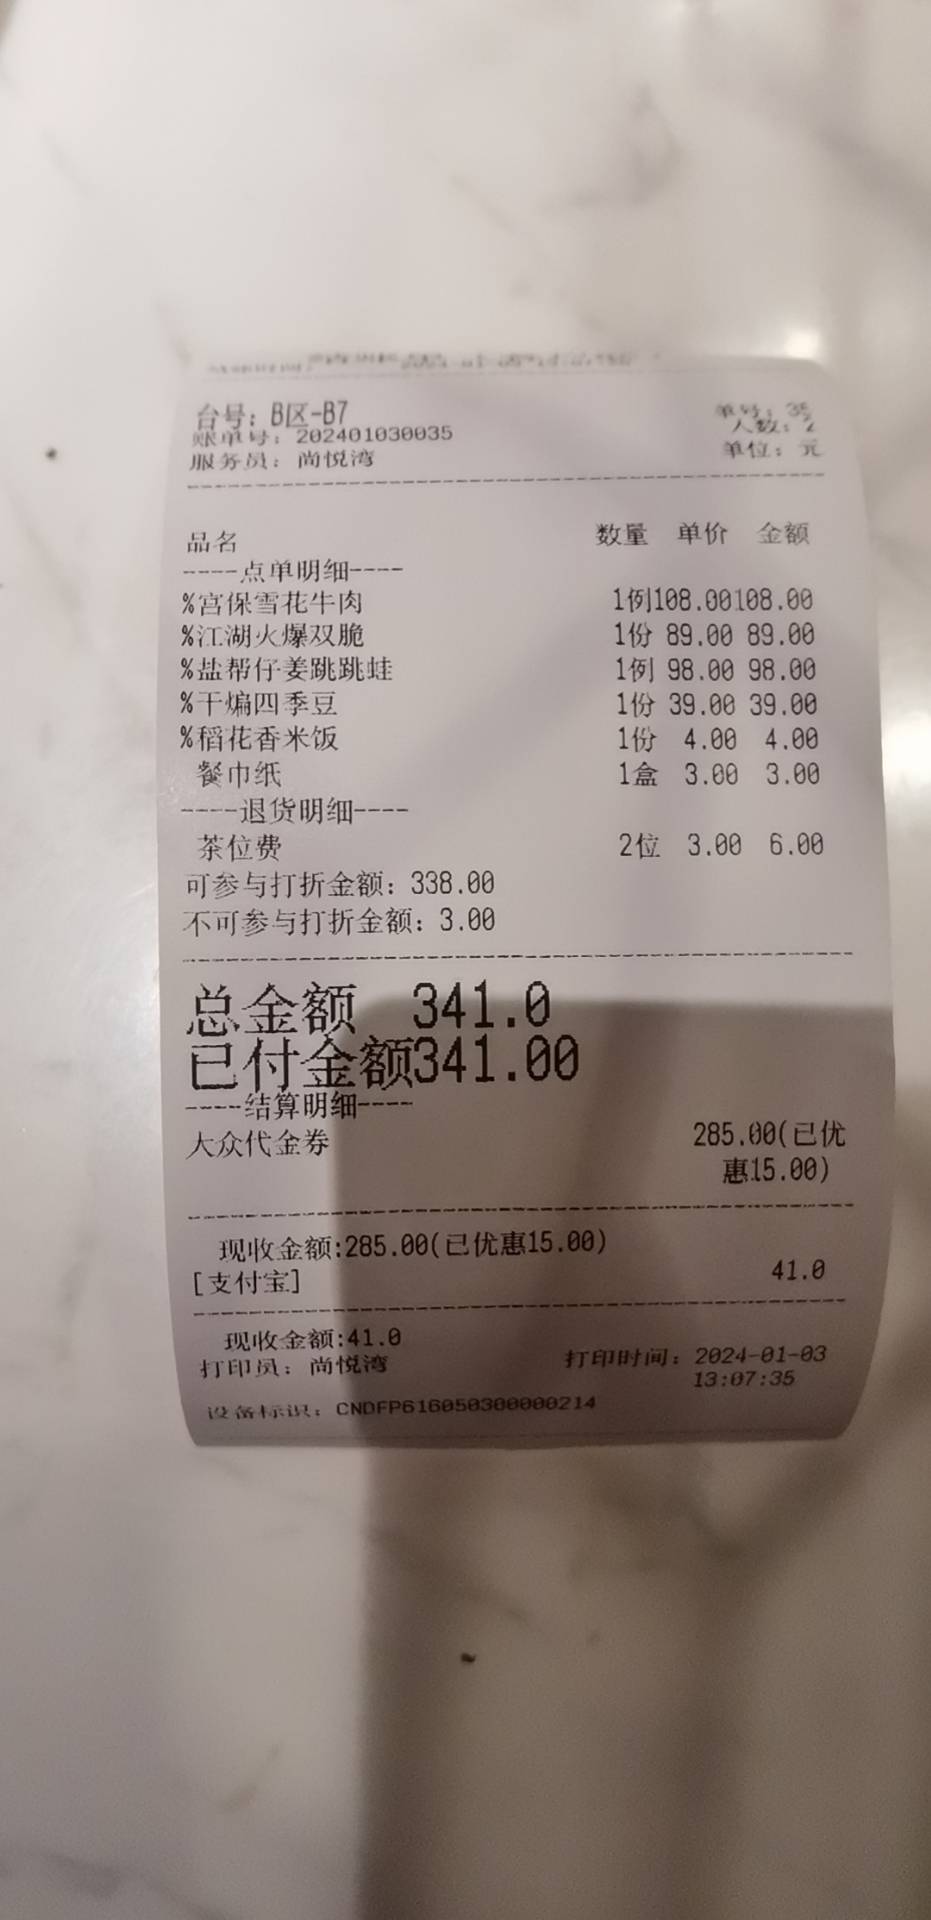 台号: B区-B7
单号: 35
账单号: 202401030035
人数: 2
服务员: 尚悦湾
单位: 元
品名 数量 单价 金额
----点单明细----
%宫保雪花牛肉 1例108.00108.00
%江湖火爆双脆 1份 89.00 89.00
%盐帮仔姜跳跳蛙 1例 98.00 98.00
%干煸四季豆 1份 39.00 39.00
%稻花香米饭 1份 4.00 4.00
餐巾纸 1盒 3.00 3.00
----退货明细----
茶位费 2位 3.00 6.00
可参与打折金额: 338.00
不可参与打折金额: 3.00
总金额 341.0
已付金额341.00
----结算明细----
大众代金券 285.00(已优
惠15.00)
现收金额:285.00(已优惠15.00)
[支付宝] 41.0
现收金额:41.0
打印员: 尚悦湾 打印时间: 2024-01-03
13:07:35
设备标识: CNDFP616050300000214